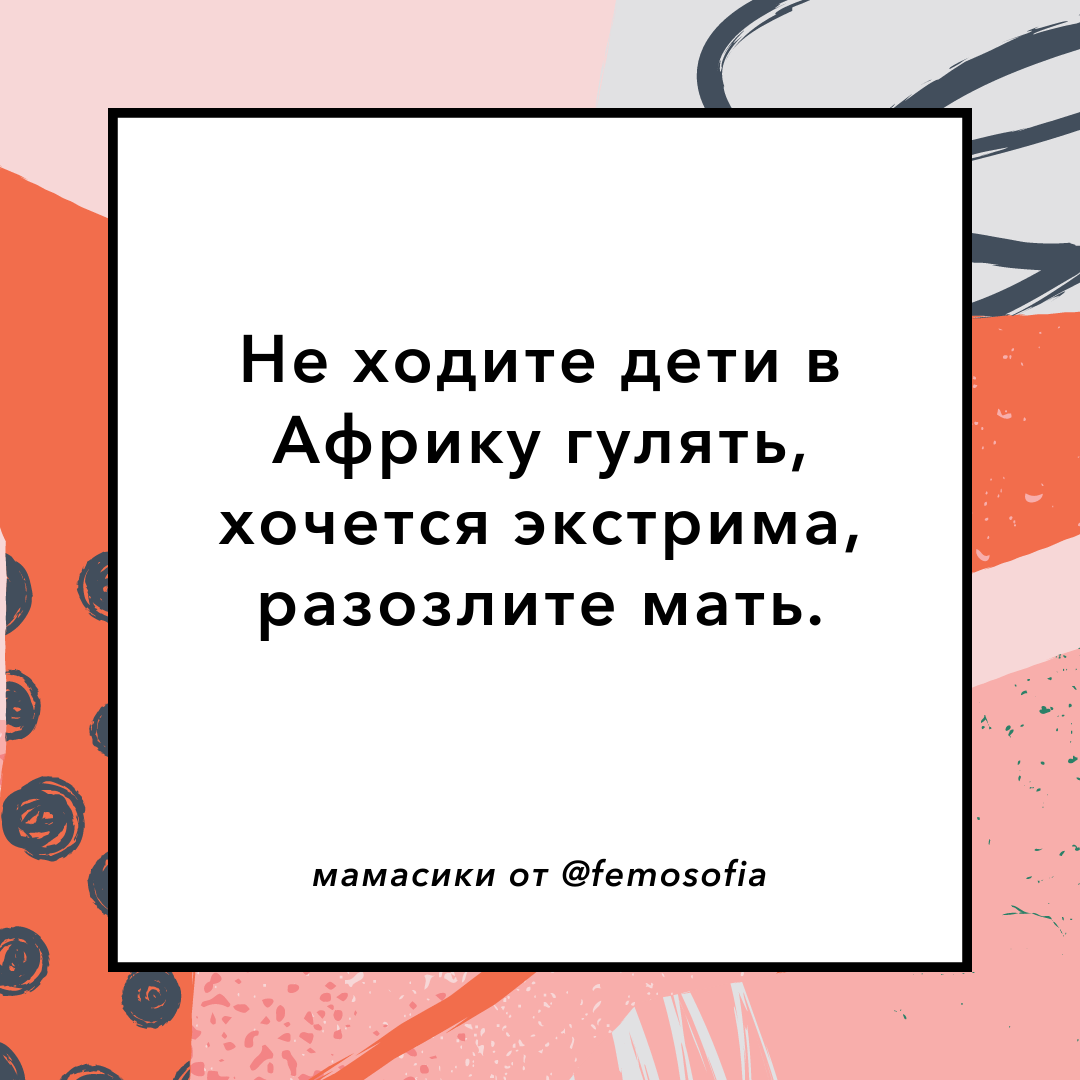 Не ходите дети в
Африку гулять,
хочется экстрима,
разозлите мать.
мамасики от @femosofia